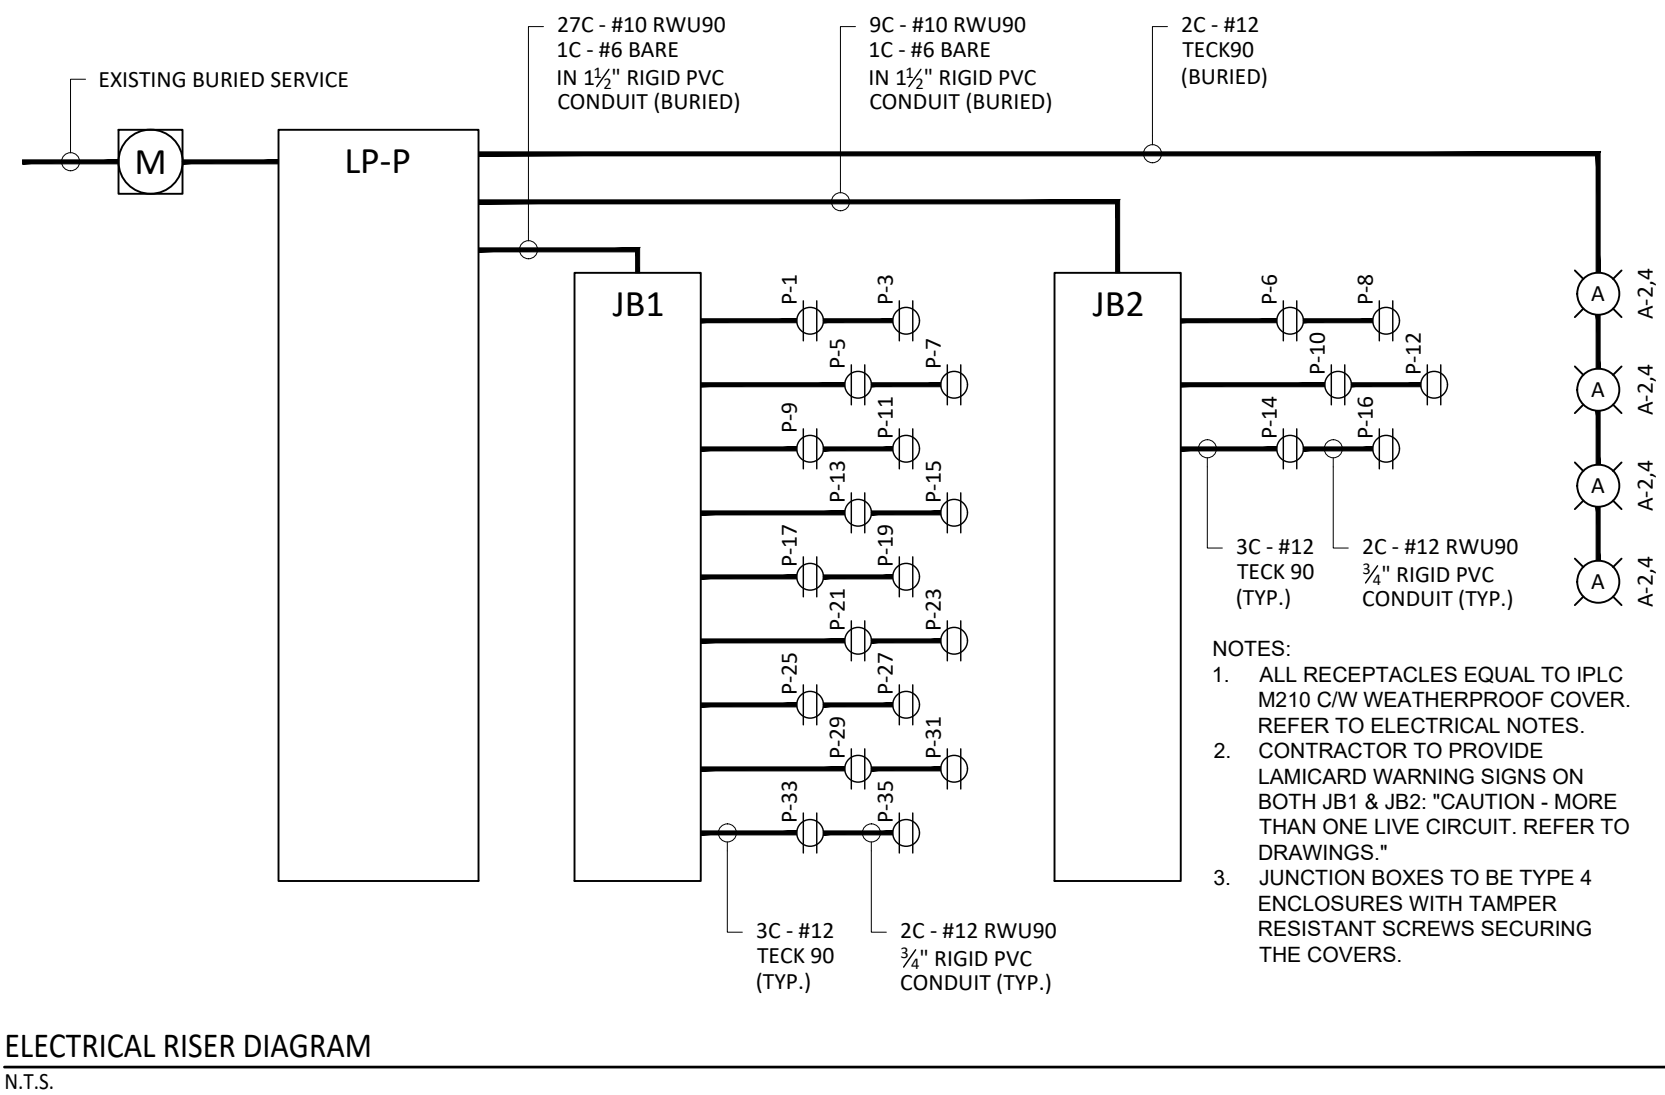 27C - #10 RWU90
1C - #6 BARE
IN 1½" RIGID PVC
CONDUIT (BURIED)
9C - #10 RWU90
1C - #6 BARE
IN 1½" RIGID PVC
CONDUIT (BURIED)
2C - #12
TECK90
(BURIED)
EXISTING BURIED SERVICE
M
LP-P
JB1
P-1
P-3
P-5
P-7
P-9
P-11
P-13
P-15
P-17
P-19
P-21
P-23
P-25
P-27
P-29
P-31
P-33
P-35
3C - #12
TECK 90
(TYP.)
2C - #12 RWU90
¾" RIGID PVC
CONDUIT (TYP.)
JB2
P-6
P-8
P-10
P-12
P-14
P-16
3C - #12
TECK 90
(TYP.)
2C - #12 RWU90
¾" RIGID PVC
CONDUIT (TYP.)
A
A-2,4
A
A-2,4
A
A-2,4
A
A-2,4
NOTES:
1. ALL RECEPTACLES EQUAL TO IPLC
M210 C/W WEATHERPROOF COVER.
REFER TO ELECTRICAL NOTES.
2. CONTRACTOR TO PROVIDE
LAMICARD WARNING SIGNS ON
BOTH JB1 & JB2: "CAUTION - MORE
THAN ONE LIVE CIRCUIT. REFER TO
DRAWINGS."
3. JUNCTION BOXES TO BE TYPE 4
ENCLOSURES WITH TAMPER
RESISTANT SCREWS SECURING
THE COVERS.
ELECTRICAL RISER DIAGRAM
N.T.S.